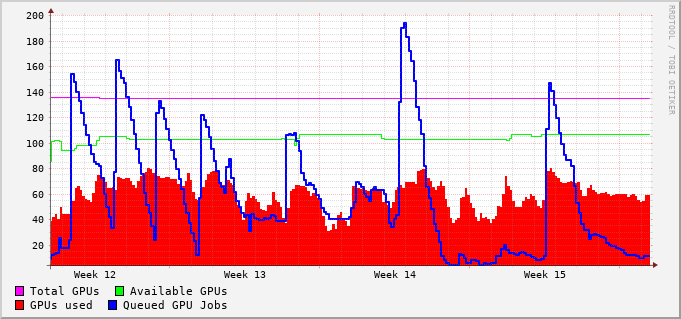 200
180
160
140
120
100
80
60
40
20
Week 12 Week 13 Week 14 Week 15
Total GPUs Available GPUs
GPUs used Queued GPU Jobs
RRDTOOL / TOBI OETIKER